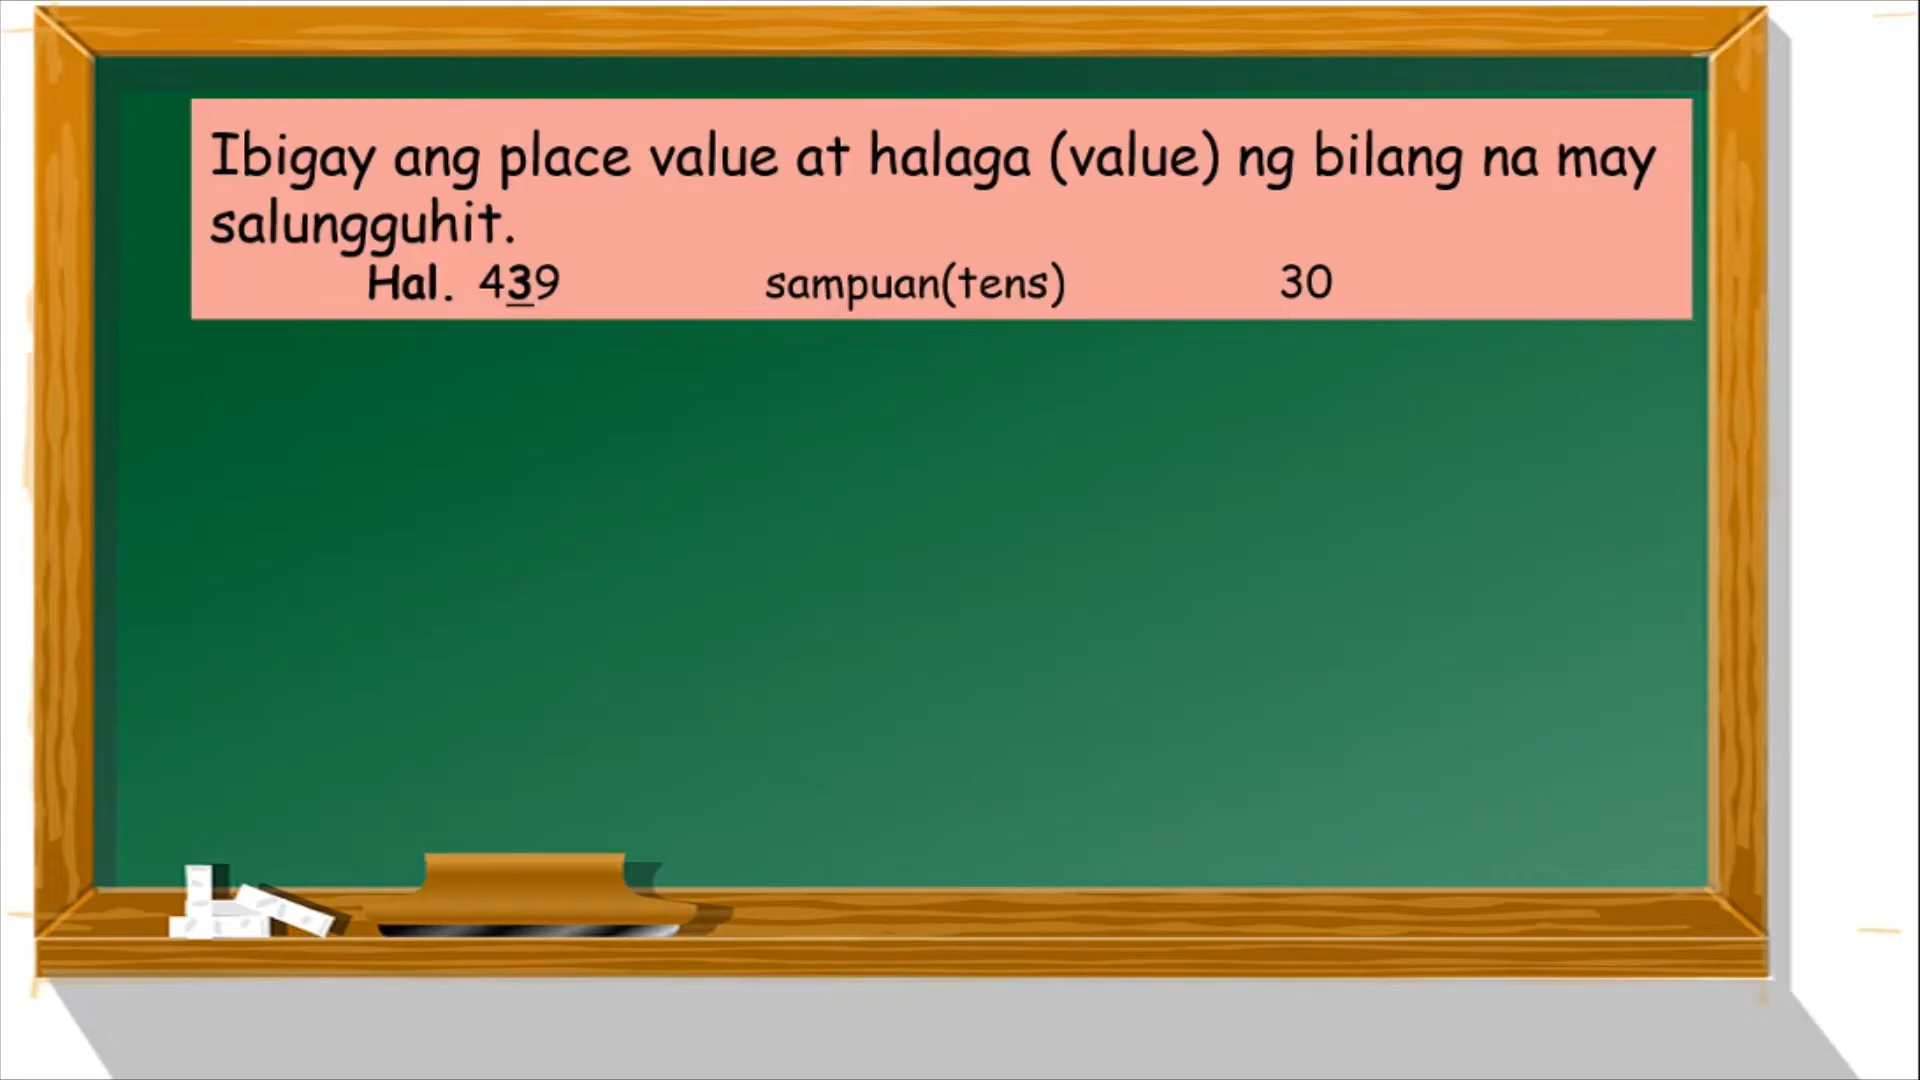 Ibigay ang place value at halaga (value) ng bilang na may
salungguhit.
Hal. 439 sampuan(tens) 30